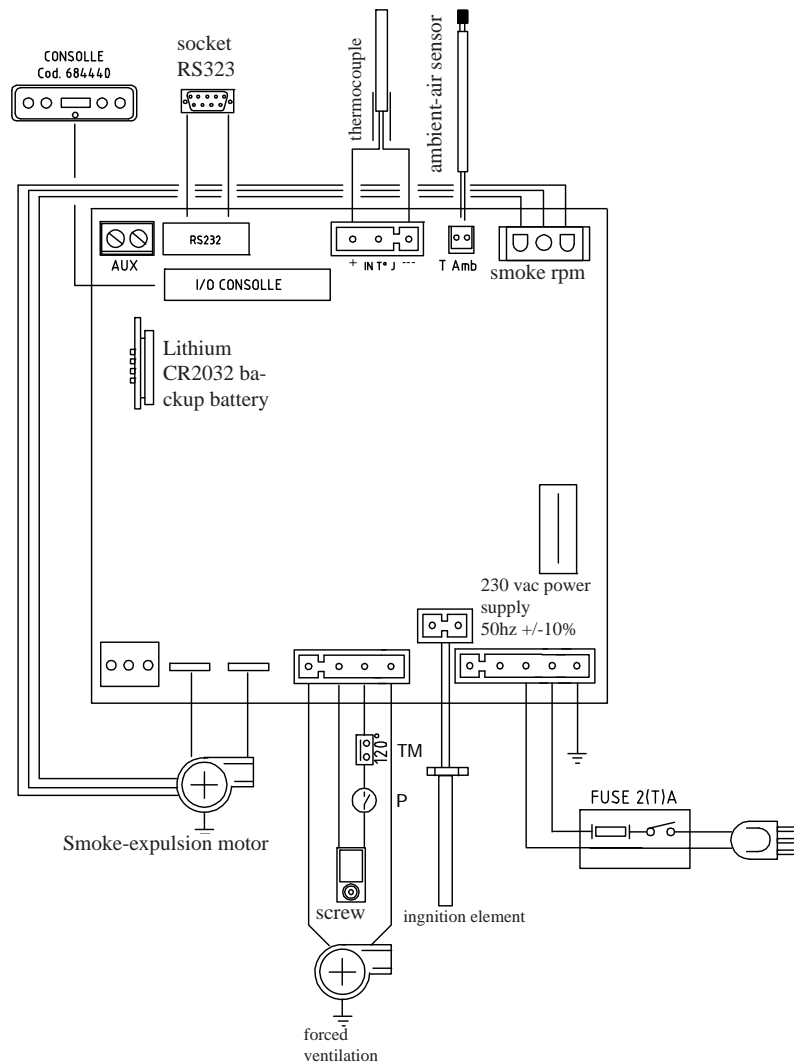 CONSOLLE
Cod. 684440
socket
RS323
thermocouple
ambient-air sensor
AUX
RS232
+ IN T° J ---
T Amb
smoke rpm
I/O CONSOLLE
Lithium
CR2032 ba-
ckup battery
230 vac power
supply
50hz +/-10%
120°
TM
P
FUSE 2(T)A
Smoke-expulsion motor
screw
ingnition element
forced
ventilation